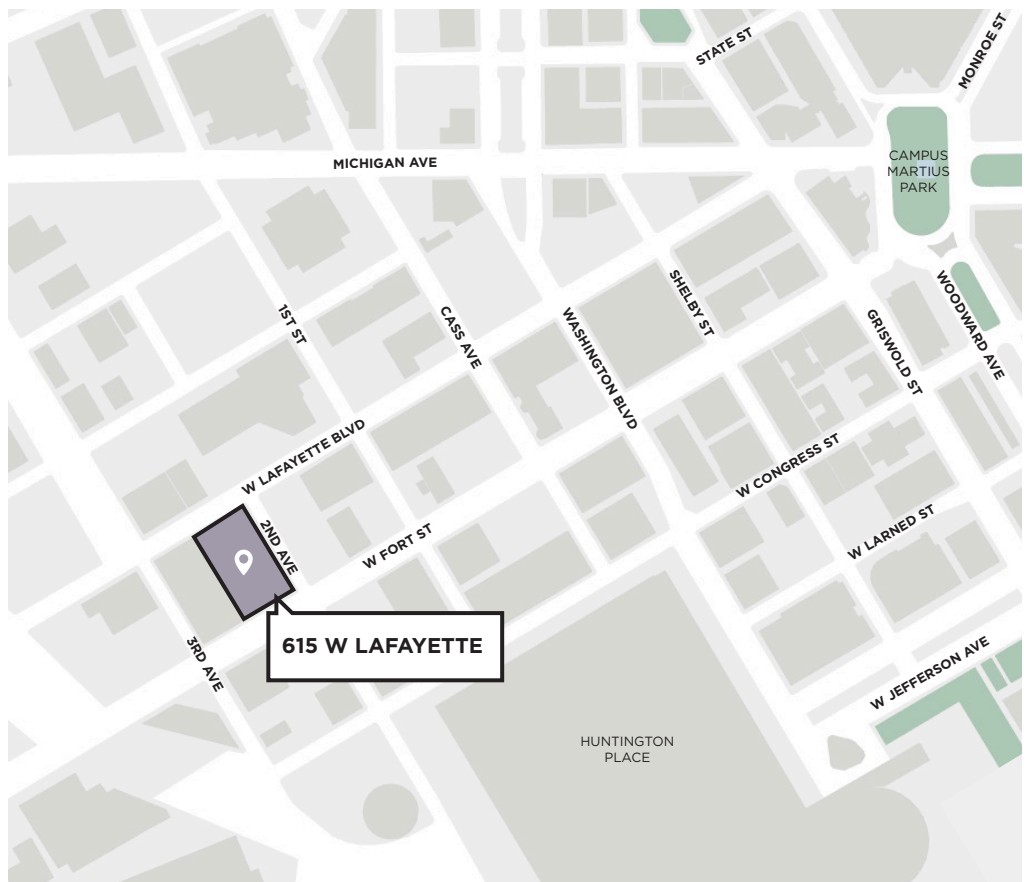 STATE ST
MONROE ST
MICHIGAN AVE
CAMPUS
MARTIUS
PARK
1ST ST
CASS AVE
WASHINGTON BLVD
SHELBY ST
GRISWOLD ST
WOODWARD AVE
W LAFAYETTE BLVD
W CONGRESS ST
2ND AVE
W FORT ST
W LARNED ST
615 W LAFAYETTE
3RD AVE
W JEFFERSON AVE
HUNTINGTON
PLACE